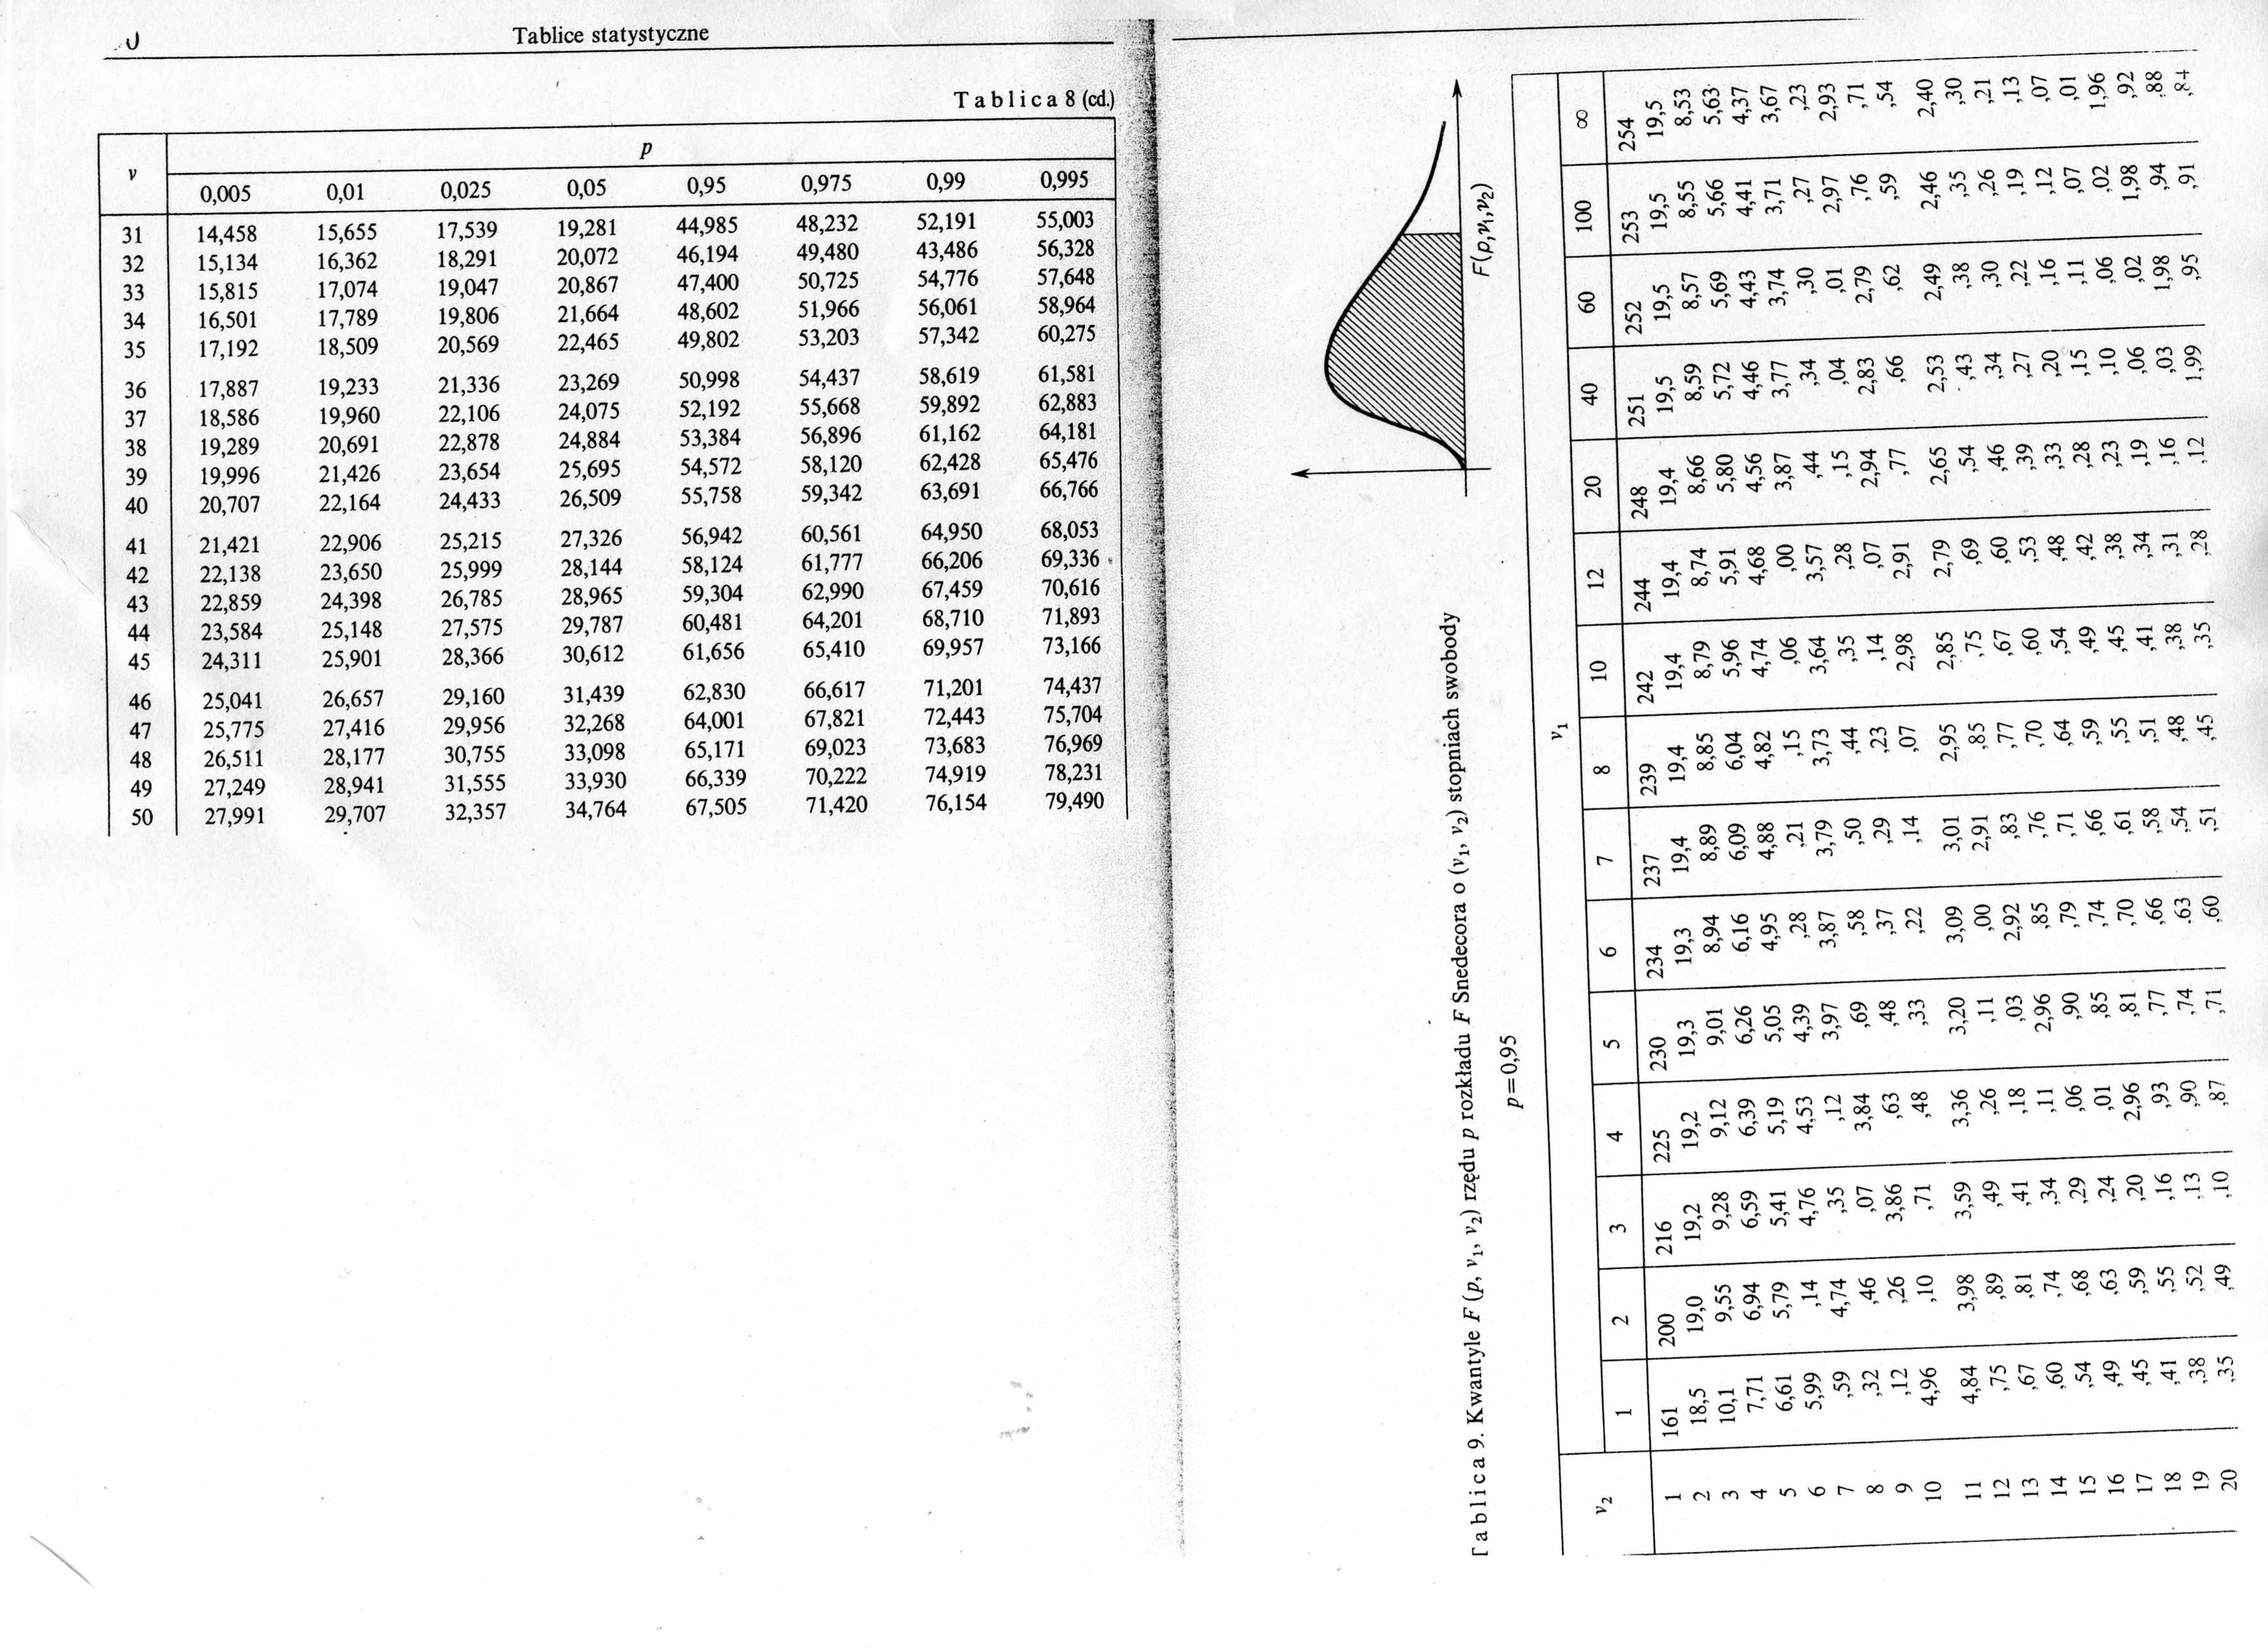 Tablice statystyczne
Tablica 8 (cd.)
ν p
0,005 0,01 0,025 0,05 0,95 0,975 0,99 0,995
31 14,458 15,655 17,539 19,281 44,985 48,232 52,191 55,003
32 15,134 16,362 18,291 20,072 46,194 49,480 43,486 56,328
33 15,815 17,074 19,047 20,867 47,400 50,725 54,776 57,648
34 16,501 17,789 19,806 21,664 48,602 51,966 56,061 58,964
35 17,192 18,509 20,569 22,465 49,802 53,203 57,342 60,275
36 17,887 19,233 21,336 23,269 50,998 54,437 58,619 61,581
37 18,586 19,960 22,106 24,075 52,192 55,668 59,892 62,883
38 19,289 20,691 22,878 24,884 53,384 56,896 61,162 64,181
39 19,996 21,426 23,654 25,695 54,572 58,120 62,428 65,476
40 20,707 22,164 24,433 26,509 55,758 59,342 63,691 66,766
41 21,421 22,906 25,215 27,326 56,942 60,561 64,950 68,053
42 22,138 23,650 25,999 28,144 58,124 61,777 66,206 69,336
43 22,859 24,398 26,785 28,965 59,304 62,990 67,459 70,616
44 23,584 25,148 27,575 29,787 60,481 64,201 68,710 71,893
45 24,311 25,901 28,366 30,612 61,656 65,410 69,957 73,166
46 25,041 26,657 29,160 31,439 62,830 66,617 71,201 74,437
47 25,775 27,416 29,956 32,268 64,001 67,821 72,443 75,704
48 26,511 28,177 30,755 33,098 65,171 69,023 73,683 76,969
49 27,249 28,941 31,555 33,930 66,339 70,222 74,919 78,231
50 27,991 29,707 32,357 34,764 67,505 71,420 76,154 79,490
F(p,ν₁,ν₂)
Tablica 9. Kwantyle F (p, ν₁, ν₂) rzędu p rozkładu F Snedecora o (ν₁, ν₂) stopniach swobody
p=0,95
ν₂ ν₁
1 2 3 4 5 6 7 8 10 12 20 40 60 100 ∞
1 161 200 216 225 230 234 237 239 242 244 248 251 252 253 254
2 18,5 19,0 19,2 19,2 19,3 19,3 19,4 19,4 19,4 19,4 19,4 19,5 19,5 19,5 19,5
3 10,1 9,55 9,28 9,12 9,01 8,94 8,89 8,85 8,79 8,74 8,66 8,59 8,57 8,55 8,53
4 7,71 6,94 6,59 6,39 6,26 6,16 6,09 6,04 5,96 5,91 5,80 5,72 5,69 5,66 5,63
5 6,61 5,79 5,41 5,19 5,05 4,95 4,88 4,82 4,74 4,68 4,56 4,46 4,43 4,41 4,37
6 5,99 ,14 4,76 4,53 4,39 ,28 ,21 ,15 ,06 ,00 3,87 3,77 3,74 3,71 3,67
7 ,59 4,74 ,35 ,12 3,97 3,87 3,79 3,73 3,64 3,57 ,44 ,34 ,30 ,27 ,23
8 ,32 ,46 ,07 3,84 ,69 ,58 ,50 ,44 ,35 ,28 ,15 ,04 ,01 2,97 2,93
9 ,12 ,26 3,86 ,63 ,48 ,37 ,29 ,23 ,14 ,07 2,94 2,83 2,79 ,76 ,71
10 4,96 ,10 ,71 ,48 ,33 ,22 ,14 ,07 2,98 2,91 ,77 ,66 ,62 ,59 ,54
11 4,84 3,98 3,59 3,36 3,20 3,09 3,01 2,95 2,85 2,79 2,65 2,53 2,49 2,46 2,40
12 ,75 ,89 ,49 ,26 ,11 ,00 2,91 ,85 ,75 ,69 ,54 ,43 ,38 ,35 ,30
13 ,67 ,81 ,41 ,18 ,03 2,92 ,83 ,77 ,67 ,60 ,46 ,34 ,30 ,26 ,21
14 ,60 ,74 ,34 ,11 2,96 ,85 ,76 ,70 ,60 ,53 ,39 ,27 ,22 ,19 ,13
15 ,54 ,68 ,29 ,06 ,90 ,79 ,71 ,64 ,54 ,48 ,33 ,20 ,16 ,12 ,07
16 ,49 ,63 ,24 ,01 ,85 ,74 ,66 ,59 ,49 ,42 ,28 ,15 ,11 ,07 ,01
17 ,45 ,59 ,20 2,96 ,81 ,70 ,61 ,55 ,45 ,38 ,23 ,10 ,06 ,02 1,96
18 ,41 ,55 ,16 ,93 ,77 ,66 ,58 ,51 ,41 ,34 ,19 ,06 ,02 1,98 ,92
19 ,38 ,52 ,13 ,90 ,74 ,63 ,54 ,48 ,38 ,31 ,16 ,03 1,98 ,94 ,88
20 ,35 ,49 ,10 ,87 ,71 ,60 ,51 ,45 ,35 ,28 ,12 1,99 ,95 ,91 ,84